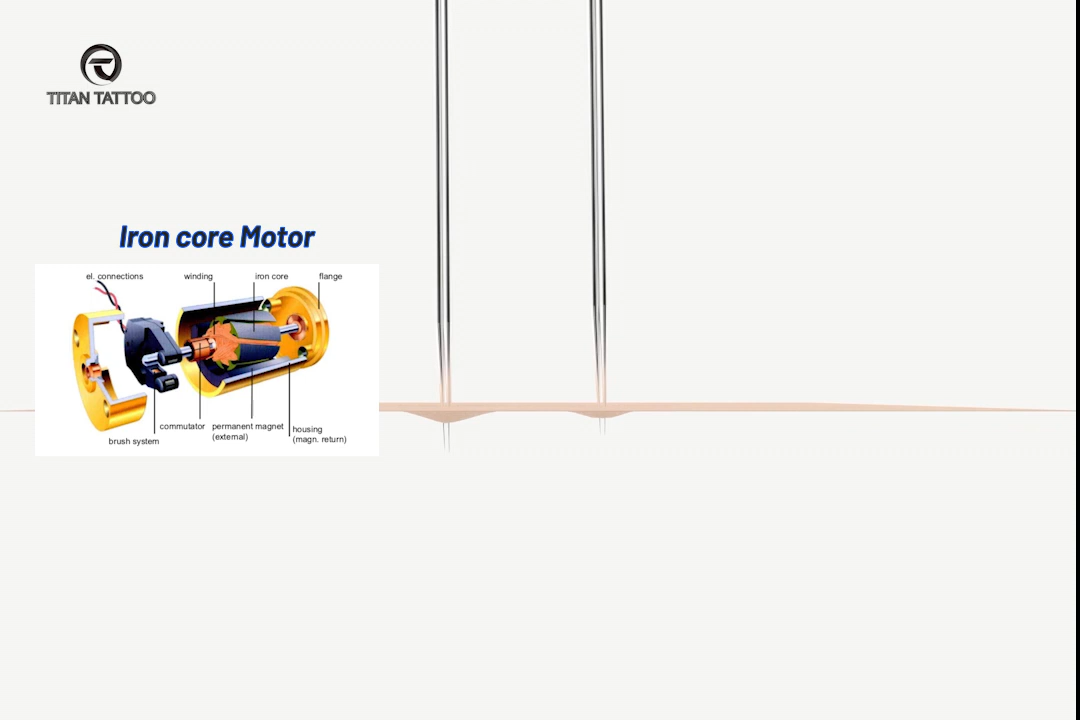 TITAN TATTOO
Iron core Motor
el. connections
winding
iron core
flange
commutator
permanent magnet
(external)
housing
(magn. return)
brush system